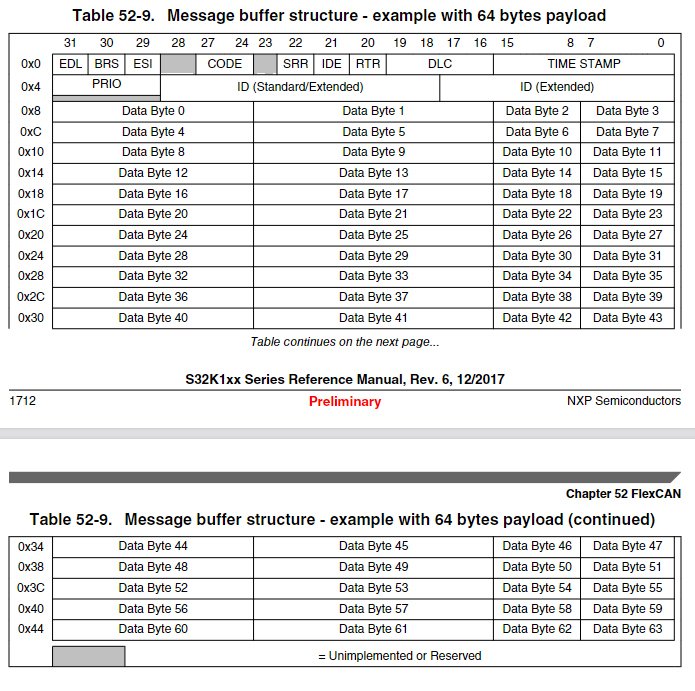 Table 52-9. Message buffer structure - example with 64 bytes payload
31 30 29 28 27 24 23 22 21 20 19 18 17 16 15 8 7 0
0x0 EDL BRS ESI CODE SRR IDE RTR DLC TIME STAMP
0x4 PRIO ID (Standard/Extended) ID (Extended)
0x8 Data Byte 0 Data Byte 1 Data Byte 2 Data Byte 3
0xC Data Byte 4 Data Byte 5 Data Byte 6 Data Byte 7
0x10 Data Byte 8 Data Byte 9 Data Byte 10 Data Byte 11
0x14 Data Byte 12 Data Byte 13 Data Byte 14 Data Byte 15
0x18 Data Byte 16 Data Byte 17 Data Byte 18 Data Byte 19
0x1C Data Byte 20 Data Byte 21 Data Byte 22 Data Byte 23
0x20 Data Byte 24 Data Byte 25 Data Byte 26 Data Byte 27
0x24 Data Byte 28 Data Byte 29 Data Byte 30 Data Byte 31
0x28 Data Byte 32 Data Byte 33 Data Byte 34 Data Byte 35
0x2C Data Byte 36 Data Byte 37 Data Byte 38 Data Byte 39
0x30 Data Byte 40 Data Byte 41 Data Byte 42 Data Byte 43
Table continues on the next page...
S32K1xx Series Reference Manual, Rev. 6, 12/2017
1712 Preliminary NXP Semiconductors
Chapter 52 FlexCAN
Table 52-9. Message buffer structure - example with 64 bytes payload (continued)
0x34 Data Byte 44 Data Byte 45 Data Byte 46 Data Byte 47
0x38 Data Byte 48 Data Byte 49 Data Byte 50 Data Byte 51
0x3C Data Byte 52 Data Byte 53 Data Byte 54 Data Byte 55
0x40 Data Byte 56 Data Byte 57 Data Byte 58 Data Byte 59
0x44 Data Byte 60 Data Byte 61 Data Byte 62 Data Byte 63
= Unimplemented or Reserved